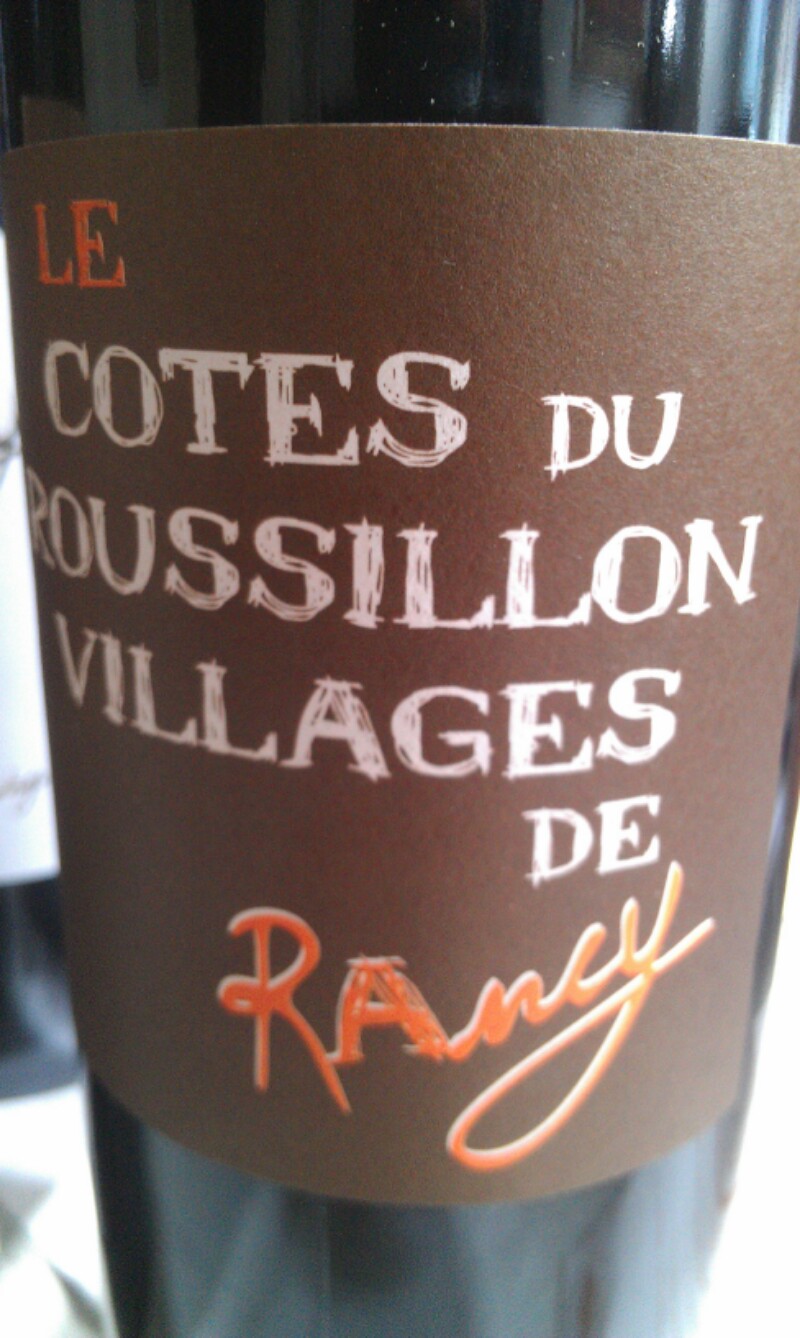 LE
COTES DU
ROUSSILLON
VILLAGES
DE
RAncy